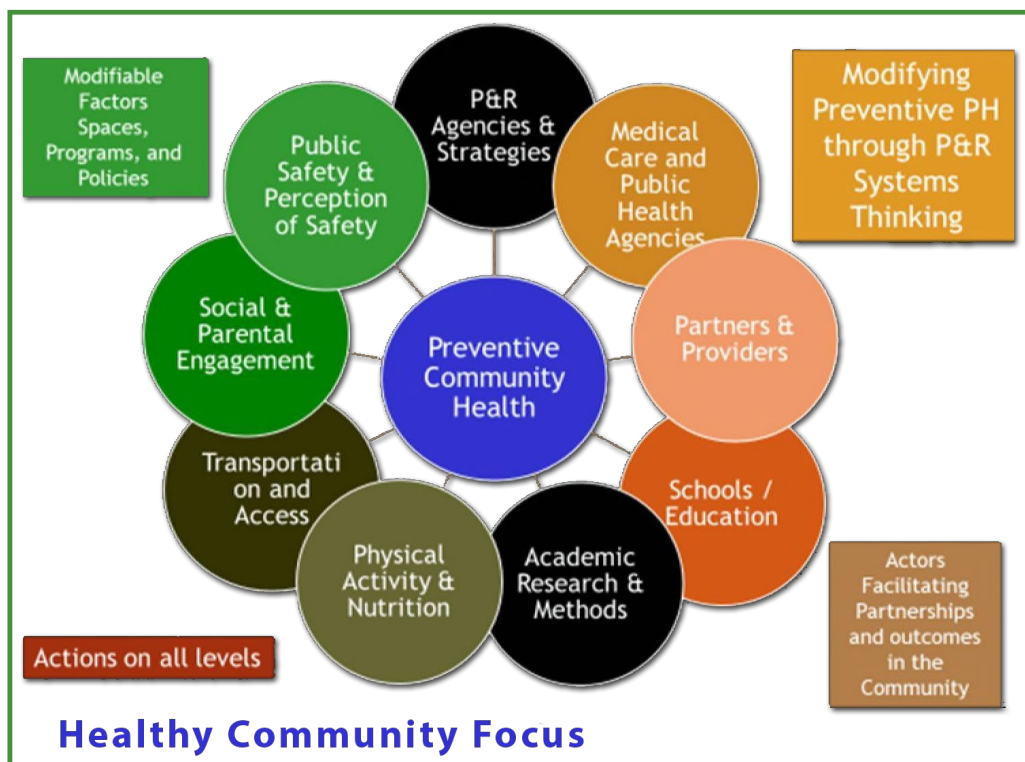 Modifiable
Factors
Spaces,
Programs, and
Policies
P&R
Agencies &
Strategies
Modifying
Preventive PH
through P&R
Systems
Thinking
Public
Safety &
Perception
of Safety
Medical
Care and
Public
Health
Agencies
Social &
Parental
Engagement
Preventive
Community
Health
Partners &
Providers
Transportati
on and
Access
Schools /
Education
Physical
Activity &
Nutrition
Academic
Research &
Methods
Actors
Facilitating
Partnerships
and outcomes
in the
Community
Actions on all levels
Healthy Community Focus